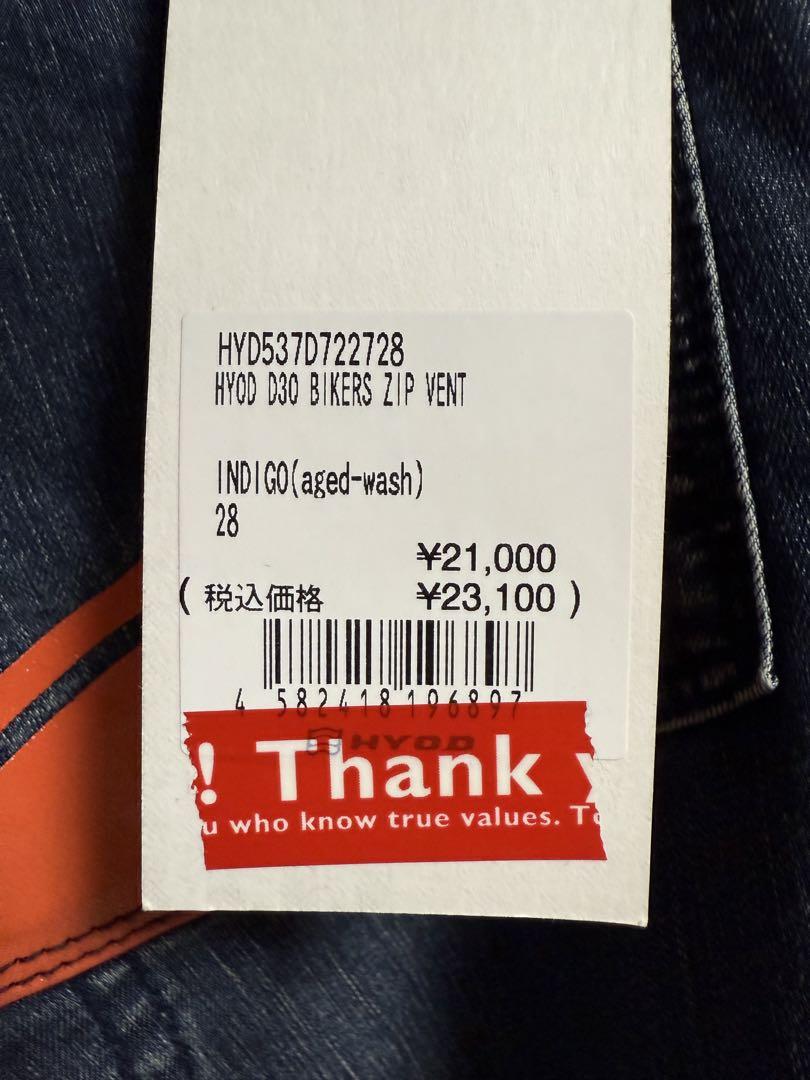 HYD537D722728
HYOD D3O BIKERS ZIP VENT
INDIGO(aged-wash)
28
¥21,000
( 税込価格 ¥23,100 )
4 582418 196897
HYOD
! Thank y
u who know true values. To